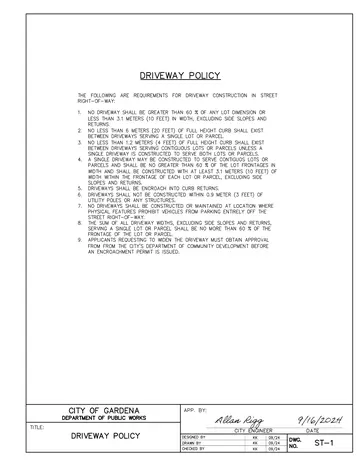 DRIVEWAY POLICY
THE FOLLOWING ARE REQUIREMENTS FOR DRIVEWAY CONSTRUCTION IN STREET
RIGHT-OF-WAY:
1. NO DRIVEWAY SHALL BE GREATER THAN 60 % OF ANY LOT DIMENSION OR
LESS THAN 3.1 METERS (10 FEET) IN WIDTH, EXCLUDING SIDE SLOPES AND
RETURNS.
2. NO LESS THAN 6 METERS (20 FEET) OF FULL HEIGHT CURB SHALL EXIST
BETWEEN DRIVEWAYS SERVING A SINGLE LOT OR PARCEL.
3. NO LESS THAN 1.2 METERS (4 FEET) OF FULL HEIGHT CURB SHALL EXIST
BETWEEN DRIVEWAYS SERVING CONTIGUOUS LOTS OR PARCELS UNLESS A
SINGLE DRIVEWAY IS CONSTRUCTED TO SERVE BOTH LOTS OR PARCELS.
4. A SINGLE DRIVEWAY MAY BE CONSTRUCTED TO SERVE CONTIGUOS LOTS OR
PARCELS AND SHALL BE NO GREATER THAN 60 % OF THE LOT FRONTAGES IN
WIDTH AND SHALL BE CONSTRUCTED WITH AT LEAST 3.1 METERS (10 FEET) OF
WIDTH WITHIN THE FRONTAGE OF EACH LOT OR PARCEL, EXCLUDING SIDE
SLOPES AND RETURNS.
5. DRIVEWAYS SHALL BE ENCROACH INTO CURB RETURNS.
6. DRIVEWAYS SHALL NOT BE CONSTRUCTED WITHIN 0.9 METER (3 FEET) OF
UTILITY POLES OR ANY STRUCTURES.
7. NO DRIVEWAYS SHALL BE CONSTRUCTED OR MAINTAINED AT LOCATION WHERE
PHYSICAL FEATURES PROHIBIT VEHICLES FROM PARKING ENTIRELY OFF THE
STREET RIGHT-OF-WAY.
8. THE SUM OF ALL DRIVEWAY WIDTHS, EXCLUDING SIDE SLOPES AND RETURNS,
SERVING A SINGLE LOT OR PARCEL SHALL BE NO MORE THAN 60 % OF THE
FRONTAGE OF THE LOT OR PARCEL.
9. APPLICANTS REQUESTING TO WIDEN THE DRIVEWAY MUST OBTAIN APPROVAL
FROM FROM THE CITY'S DEPARTMENT OF COMMUNITY DEVELOPMENT BEFORE
AN ENCROACHMENT PERMIT IS ISSUED.
CITY OF GARDENA
DEPARTMENT OF PUBLIC WORKS
APP. BY:
Allan Rigg 9/16/2024
CITY ENGINEER DATE
TITLE:
DRIVEWAY POLICY
DESIGNED BY KK 09/24
DRAWN BY KK 09/24
CHECKED BY KK 09/24
DWG. NO. ST-1